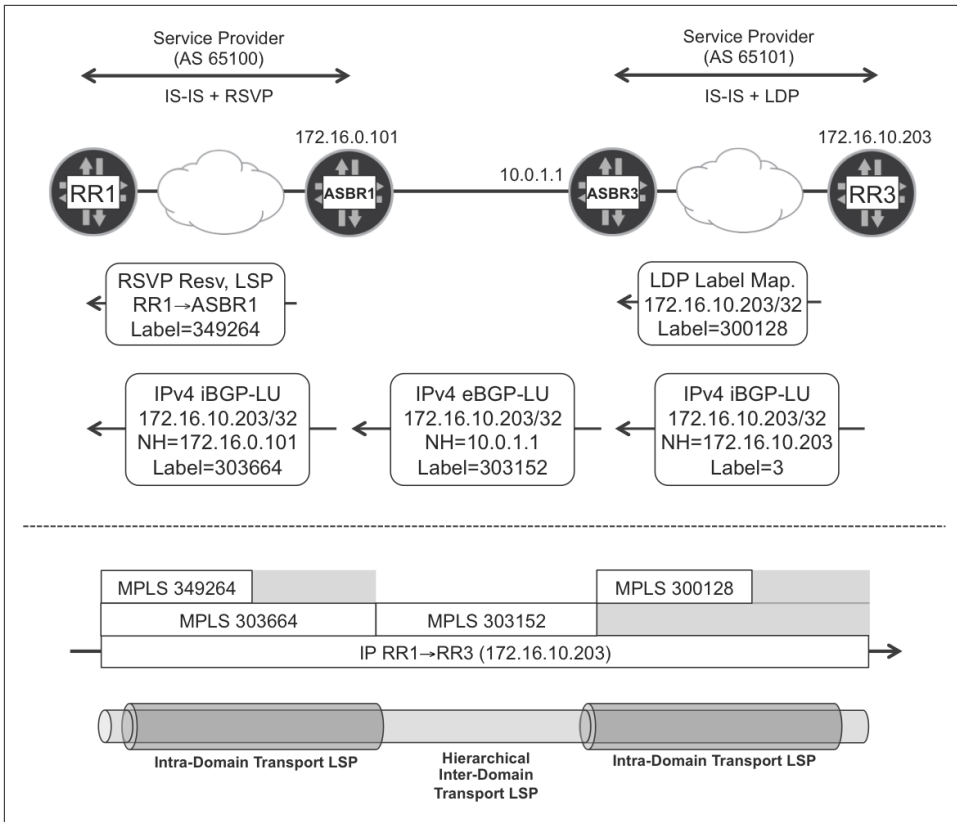 Service Provider
(AS 65100)
IS-IS + RSVP
Service Provider
(AS 65101)
IS-IS + LDP
172.16.0.101
172.16.10.203
10.0.1.1
RR1
ASBR1
ASBR3
RR3
RSVP Resv, LSP
RR1→ASBR1
Label=349264
LDP Label Map.
172.16.10.203/32
Label=300128
IPv4 iBGP-LU
172.16.10.203/32
NH=172.16.0.101
Label=303664
IPv4 eBGP-LU
172.16.10.203/32
NH=10.0.1.1
Label=303152
IPv4 iBGP-LU
172.16.10.203/32
NH=172.16.10.203
Label=3
MPLS 349264
MPLS 300128
MPLS 303664
MPLS 303152
IP RR1→RR3 (172.16.10.203)
Intra-Domain Transport LSP
Hierarchical
Inter-Domain
Transport LSP
Intra-Domain Transport LSP